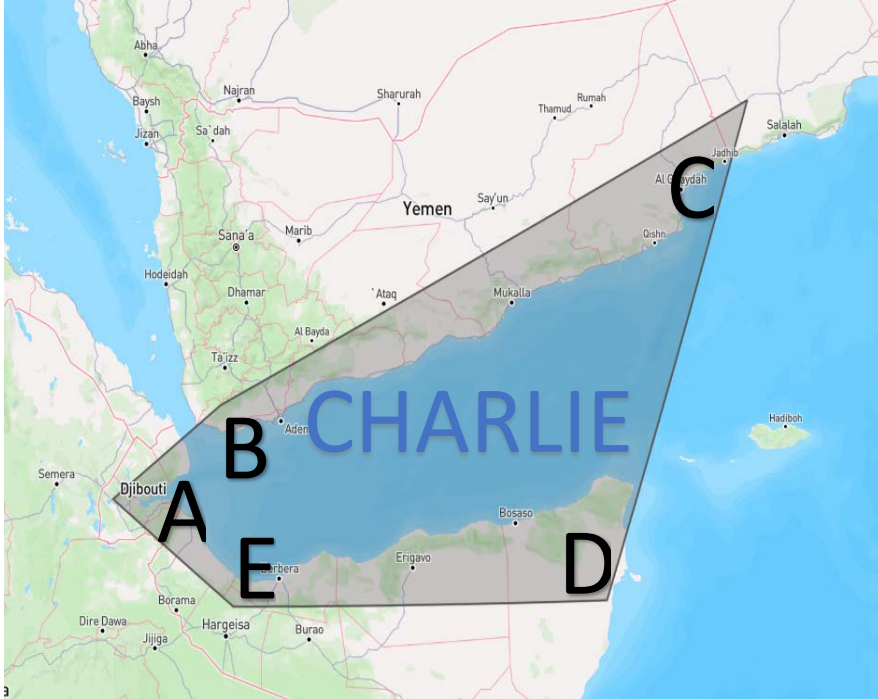 Abha
Najran
Sharurah
Rumah
Baysh
Thamud
Sa`dah
Jizan
Salalah
Jadhib
C
Al Ghaydah
Say'un
Yemen
Marib
Sana'a
Qishn
Hodeidah
Dhamar
`Ataq
Mukalla
Al Bayda
Ta'izz
CHARLIE
Hadiboh
Aden
B
Semera
Djibouti
A
Bosaso
Erigavo
D
E
Berbera
Borama
Dire Dawa
Hargeisa
Burao
Jijiga
a